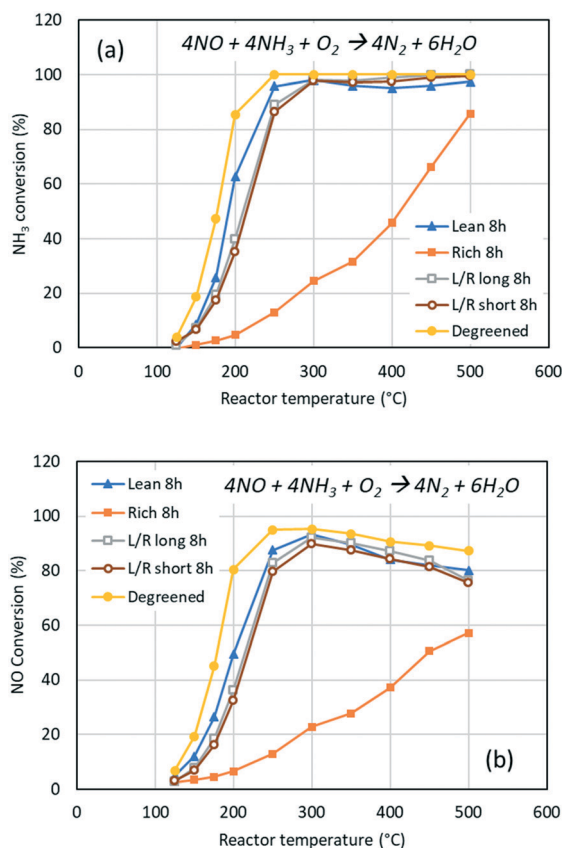 (a)
4NO + 4NH₃ + O₂ → 4N₂ + 6H₂O
120
100
80
60
40
20
0
NH₃ conversion (%)
Lean 8h
Rich 8h
L/R long 8h
L/R short 8h
Degreened
0 100 200 300 400 500 600
Reactor temperature (°C)
120
100
80
60
40
20
0
NO Conversion (%)
Lean 8h
Rich 8h
L/R long 8h
L/R short 8h
Degreened
4NO + 4NH₃ + O₂ → 4N₂ + 6H₂O
(b)
0 100 200 300 400 500 600
Reactor temperature (°C)